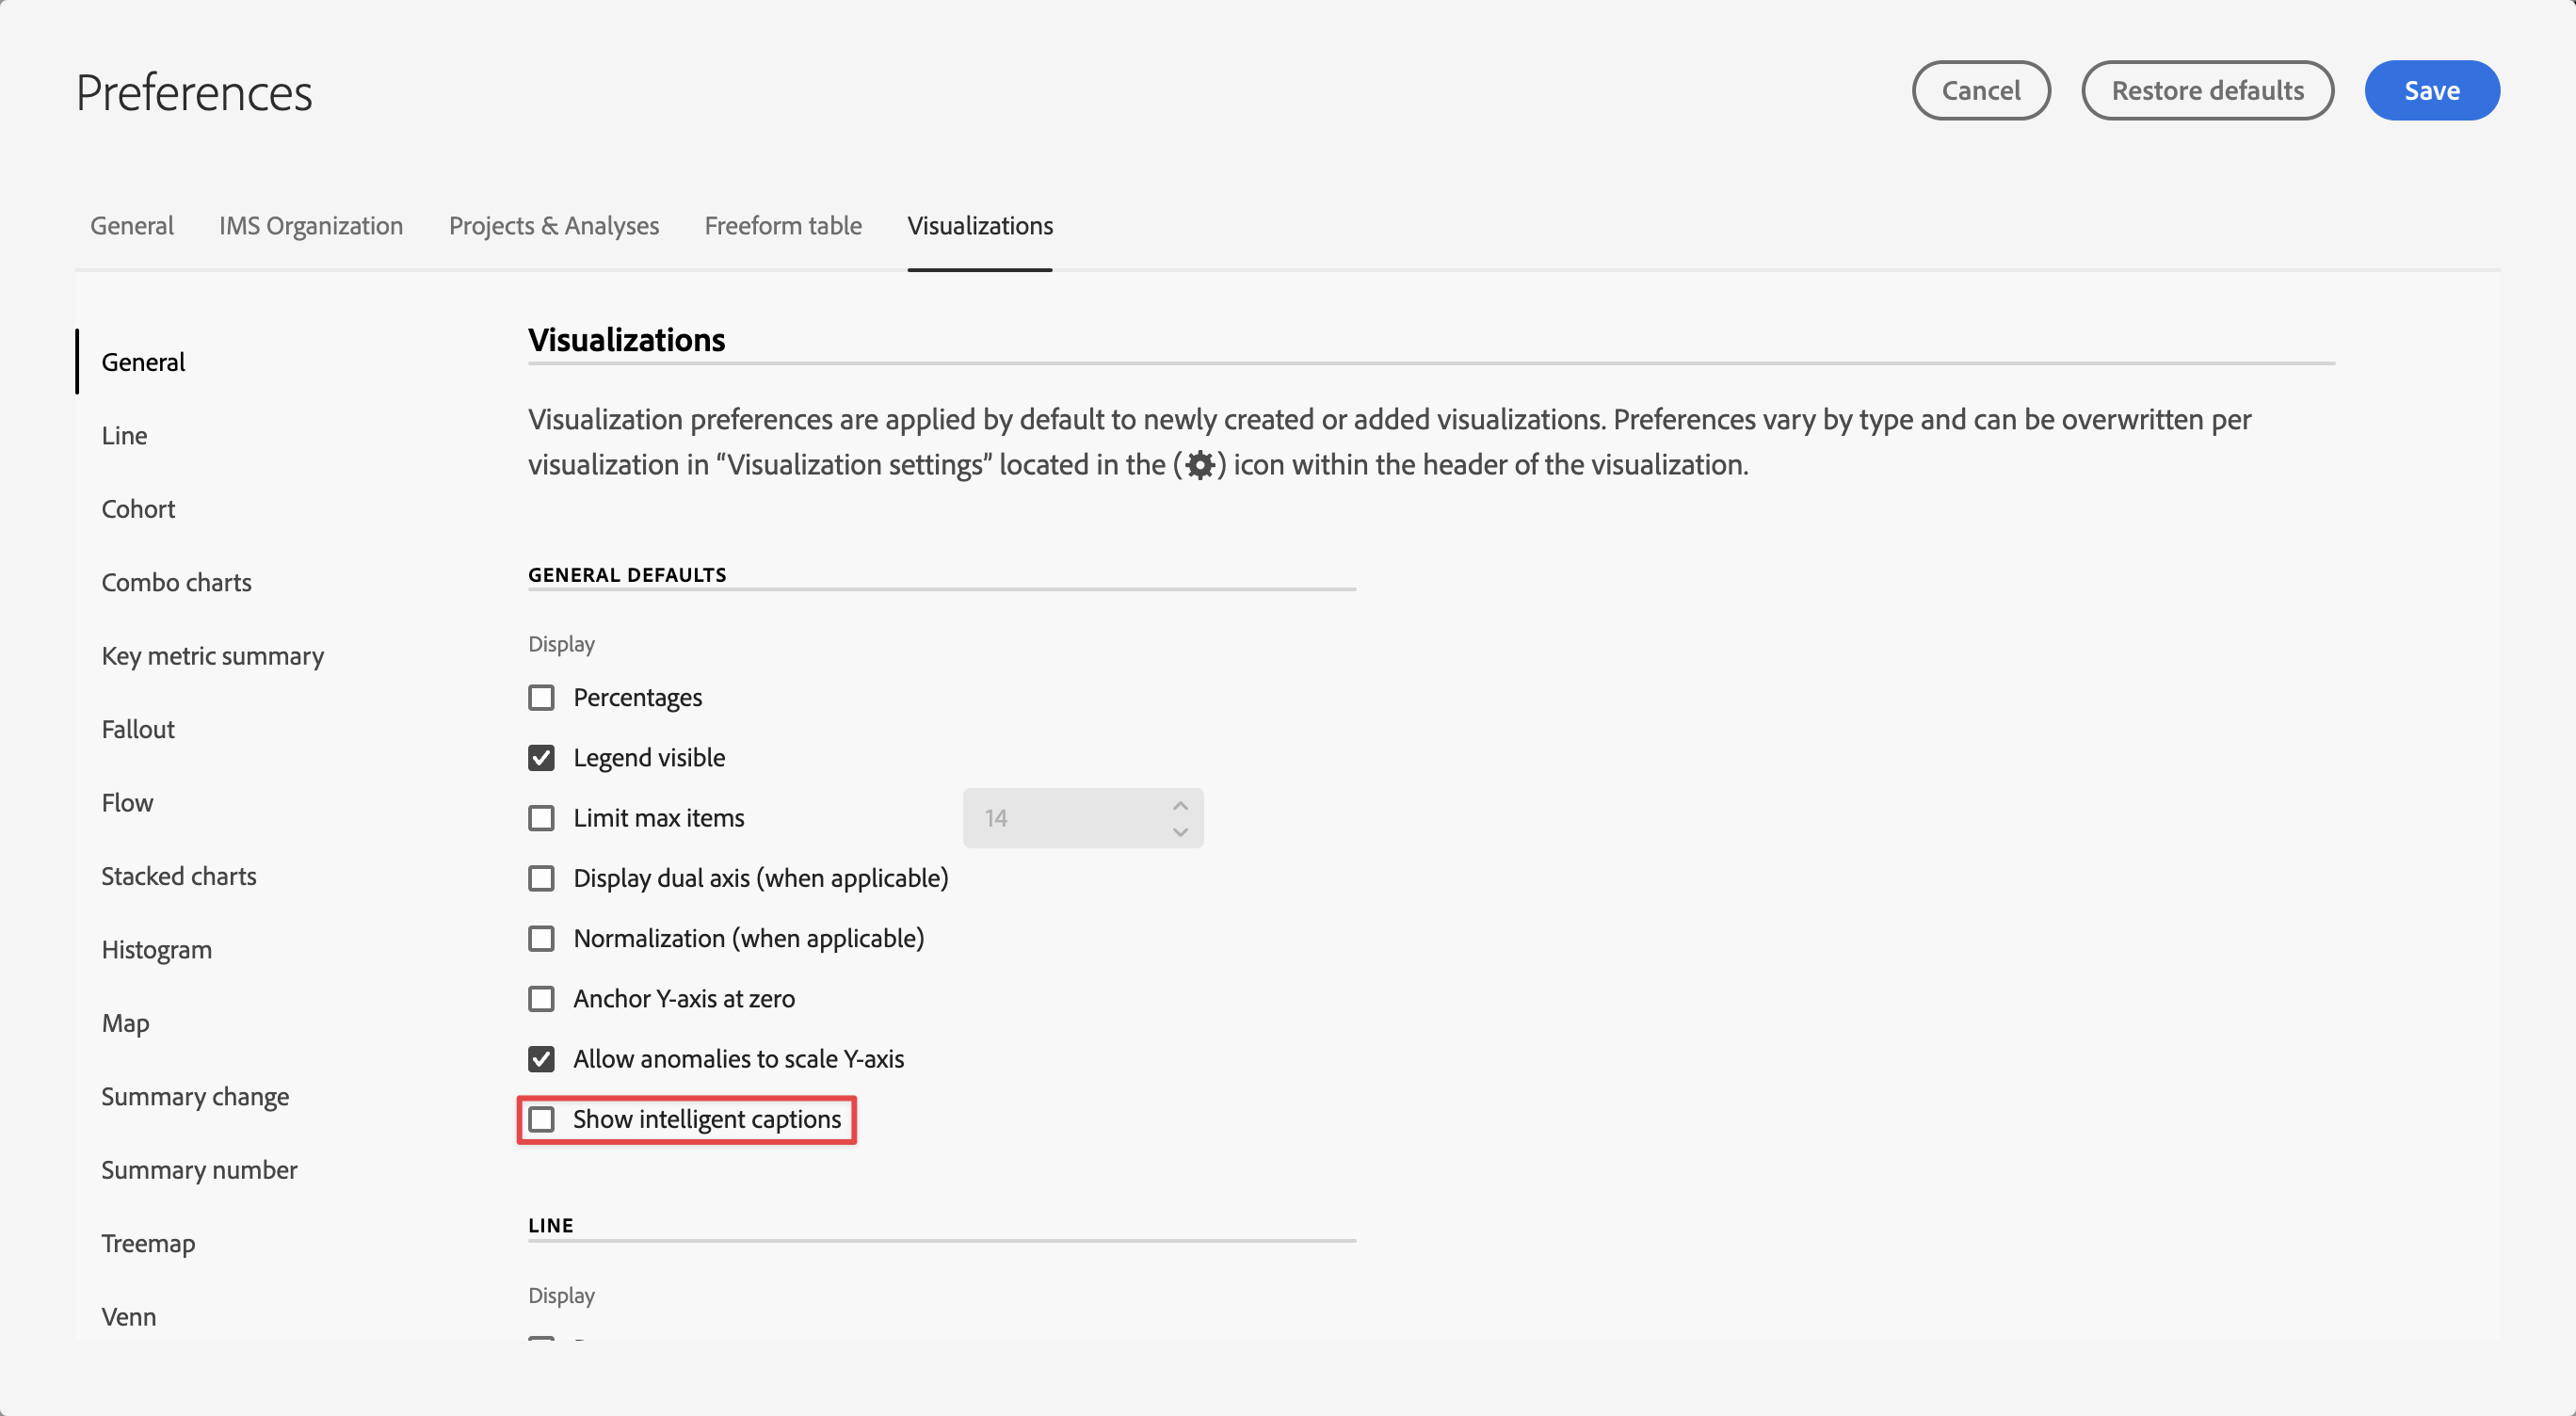 Preferences
Cancel
Restore defaults
Save
General
IMS Organization
Projects & Analyses
Freeform table
Visualizations
General
Line
Cohort
Combo charts
Key metric summary
Fallout
Flow
Stacked charts
Histogram
Map
Summary change
Summary number
Treemap
Venn
Visualizations
Visualization preferences are applied by default to newly created or added visualizations. Preferences vary by type and can be overwritten per
visualization in “Visualization settings” located in the () icon within the header of the visualization.
GENERAL DEFAULTS
Display
Percentages
Legend visible
Limit max items
14
Display dual axis (when applicable)
Normalization (when applicable)
Anchor Y-axis at zero
Allow anomalies to scale Y-axis
Show intelligent captions
LINE
Display